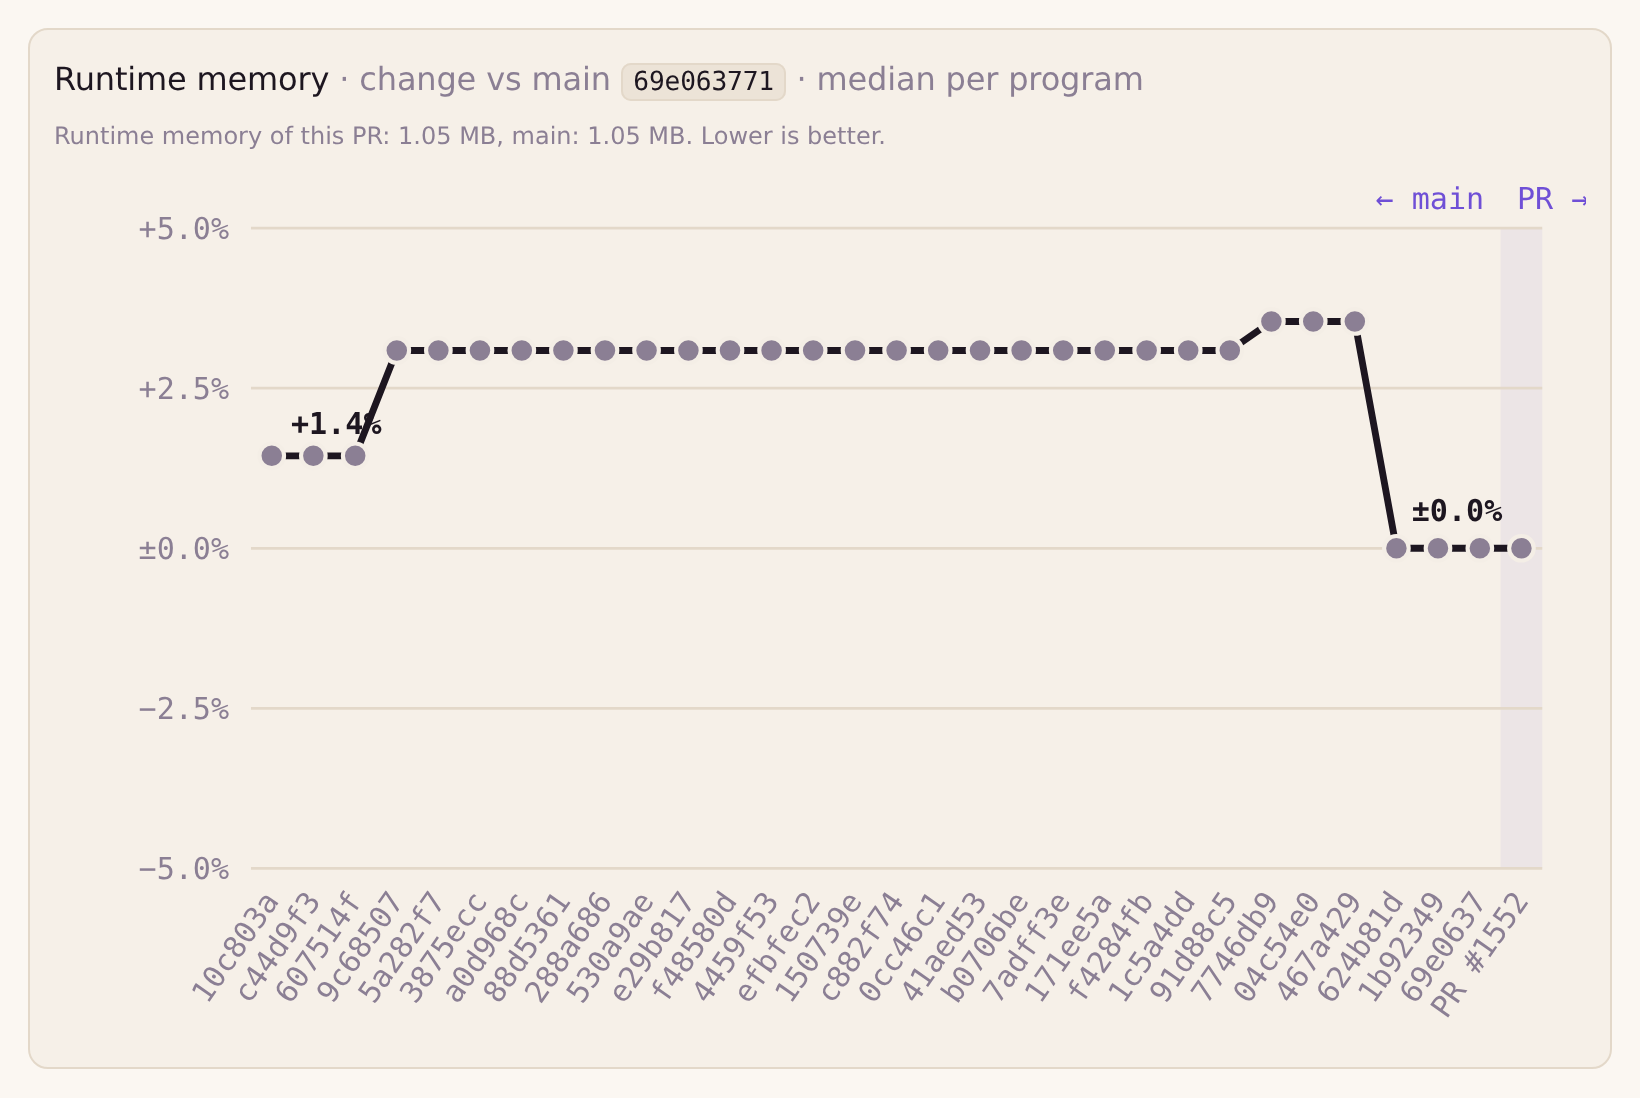 Runtime memory · change vs main 69e063771 · median per program
Runtime memory of this PR: 1.05 MB, main: 1.05 MB. Lower is better.
← main PR →
+5.0%
+2.5%
+1.4%
±0.0%
±0.0%
−2.5%
−5.0%
10c803a
c44d9f3
607514f
9c68507
5a282f7
3875ecc
a0d968c
88d5361
288a686
530a9ae
e29b817
f48580d
4459f53
efbfec2
150739e
c882f74
0cc46c1
41aed53
b0706be
7adff3e
171ee5a
f4284fb
1c5a4dd
91d88c5
7746db9
04c54e0
467a429
624b81d
1b92349
69e0637
PR #1552